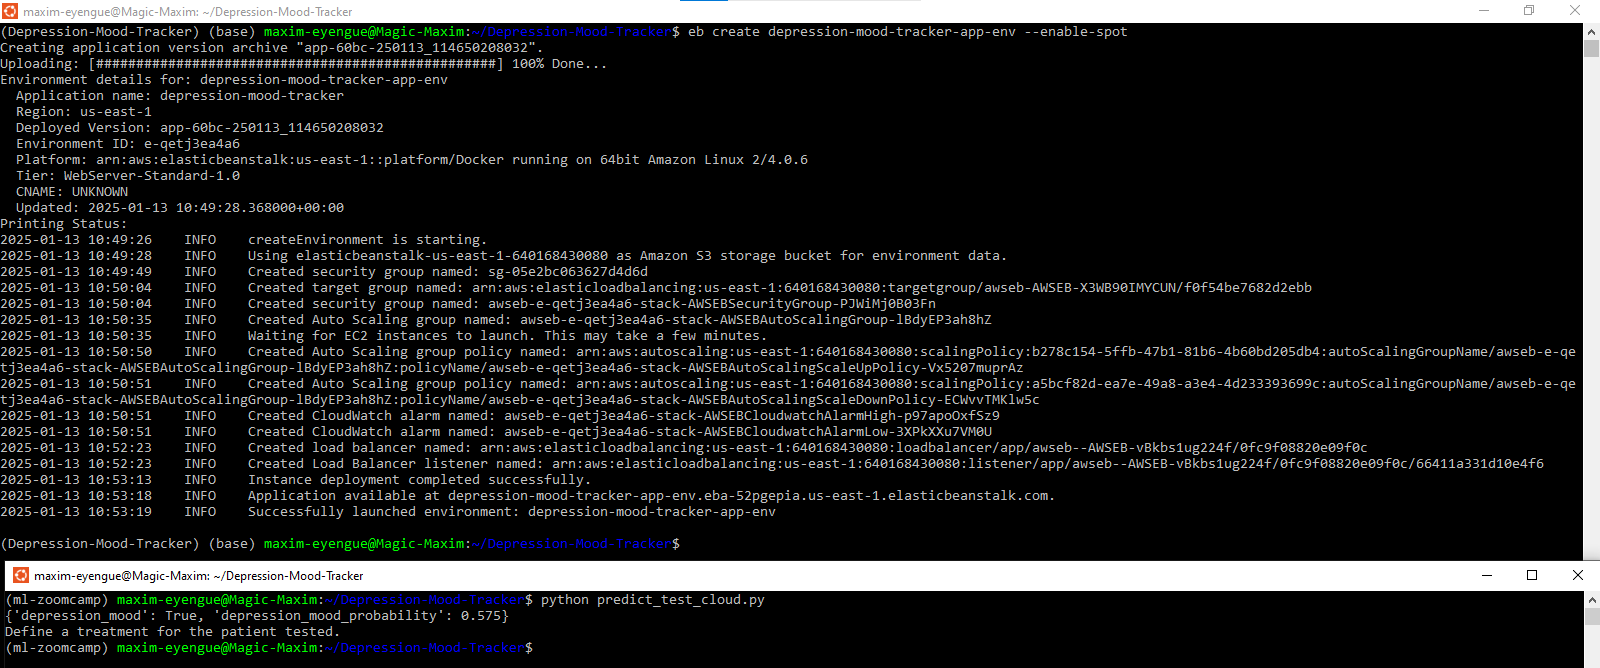 maxim-eyengue@Magic-Maxim: ~/Depression-Mood-Tracker
(Depression-Mood-Tracker) (base) maxim-eyengue@Magic-Maxim:~/Depression-Mood-Tracker$ eb create depression-mood-tracker-app-env --enable-spot
Creating application version archive "app-60bc-250113_114650208032".
Uploading: [##################################################] 100% Done...
Environment details for: depression-mood-tracker-app-env
  Application name: depression-mood-tracker
  Region: us-east-1
  Deployed Version: app-60bc-250113_114650208032
  Environment ID: e-qetj3ea4a6
  Platform: arn:aws:elasticbeanstalk:us-east-1::platform/Docker running on 64bit Amazon Linux 2/4.0.6
  Tier: WebServer-Standard-1.0
  CNAME: UNKNOWN
  Updated: 2025-01-13 10:49:28.368000+00:00
Printing Status:
2025-01-13 10:49:26    INFO    createEnvironment is starting.
2025-01-13 10:49:28    INFO    Using elasticbeanstalk-us-east-1-640168430080 as Amazon S3 storage bucket for environment data.
2025-01-13 10:49:49    INFO    Created security group named: sg-05e2bc063627d4d6d
2025-01-13 10:50:04    INFO    Created target group named: arn:aws:elasticloadbalancing:us-east-1:640168430080:targetgroup/awseb-AWSEB-X3WB90IMYCUN/f0f54be7682d2ebb
2025-01-13 10:50:04    INFO    Created security group named: awseb-e-qetj3ea4a6-stack-AWSEBSecurityGroup-PJWiMj0B03Fn
2025-01-13 10:50:35    INFO    Created Auto Scaling group named: awseb-e-qetj3ea4a6-stack-AWSEBAutoScalingGroup-lBdyEP3ah8hZ
2025-01-13 10:50:35    INFO    Waiting for EC2 instances to launch. This may take a few minutes.
2025-01-13 10:50:50    INFO    Created Auto Scaling group policy named: arn:aws:autoscaling:us-east-1:640168430080:scalingPolicy:b278c154-5ffb-47b1-81b6-4b60bd205db4:autoScalingGroupName/awseb-e-qe
tj3ea4a6-stack-AWSEBAutoScalingGroup-lBdyEP3ah8hZ:policyName/awseb-e-qetj3ea4a6-stack-AWSEBAutoScalingScaleUpPolicy-Vx5207muprAz
2025-01-13 10:50:51    INFO    Created Auto Scaling group policy named: arn:aws:autoscaling:us-east-1:640168430080:scalingPolicy:a5bcf82d-ea7e-49a8-a3e4-4d233393699c:autoScalingGroupName/awseb-e-qe
tj3ea4a6-stack-AWSEBAutoScalingGroup-lBdyEP3ah8hZ:policyName/awseb-e-qetj3ea4a6-stack-AWSEBAutoScalingScaleDownPolicy-ECWvvTMKlw5c
2025-01-13 10:50:51    INFO    Created CloudWatch alarm named: awseb-e-qetj3ea4a6-stack-AWSEBCloudwatchAlarmHigh-p97apoOxfSz9
2025-01-13 10:50:51    INFO    Created CloudWatch alarm named: awseb-e-qetj3ea4a6-stack-AWSEBCloudwatchAlarmLow-3XPkXXu7VM0U
2025-01-13 10:52:23    INFO    Created load balancer named: arn:aws:elasticloadbalancing:us-east-1:640168430080:loadbalancer/app/awseb--AWSEB-vBkbs1ug224f/0fc9f08820e09f0c
2025-01-13 10:52:23    INFO    Created Load Balancer listener named: arn:aws:elasticloadbalancing:us-east-1:640168430080:listener/app/awseb--AWSEB-vBkbs1ug224f/0fc9f08820e09f0c/66411a331d10e4f6
2025-01-13 10:53:13    INFO    Instance deployment completed successfully.
2025-01-13 10:53:18    INFO    Application available at depression-mood-tracker-app-env.eba-52pgepia.us-east-1.elasticbeanstalk.com.
2025-01-13 10:53:19    INFO    Successfully launched environment: depression-mood-tracker-app-env
(Depression-Mood-Tracker) (base) maxim-eyengue@Magic-Maxim:~/Depression-Mood-Tracker$
maxim-eyengue@Magic-Maxim: ~/Depression-Mood-Tracker
(ml-zoomcamp) maxim-eyengue@Magic-Maxim:~/Depression-Mood-Tracker$ python predict_test_cloud.py
{'depression_mood': True, 'depression_mood_probability': 0.575}
Define a treatment for the patient tested.
(ml-zoomcamp) maxim-eyengue@Magic-Maxim:~/Depression-Mood-Tracker$